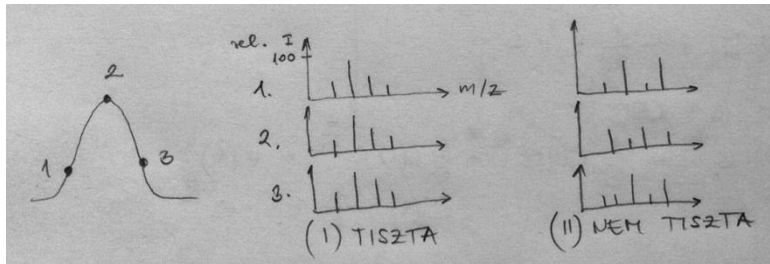 rel. I
100
2
1
3
1.
m/z
2.
3.
(I) TISZTA
(II) NEM TISZTA